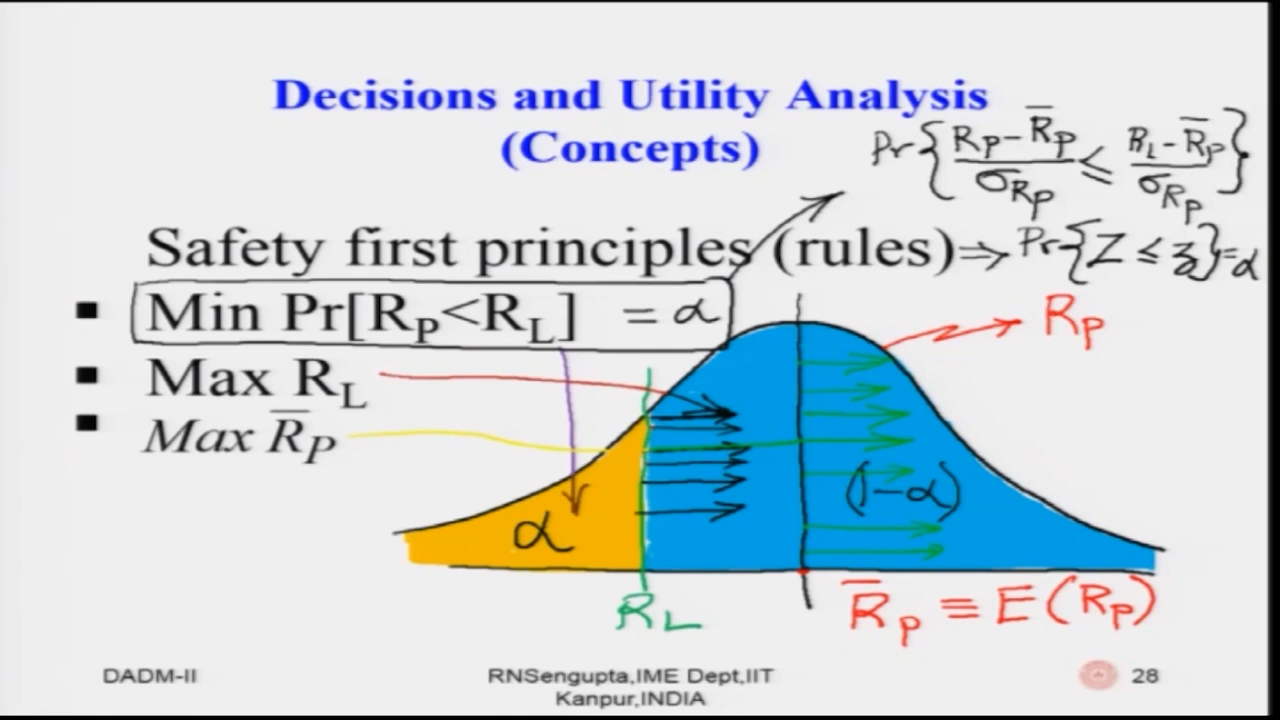 Decisions and Utility Analysis
(Concepts)
Pr{(R_P - R̄_P)/σ_{R_P} ≤ (R_L - R̄_P)/σ_{R_P}}
Safety first principles (rules) ⇒ Pr{Z ≤ z} = α
▪ Min Pr[R_P<R_L] = α
R_P
▪ Max R_L
▪ Max R̄_P
(1-α)
α
R_L
R̄_P ≡ E(R_P)
DADM-II
RNSengupta,IME Dept,IIT
Kanpur,INDIA
28